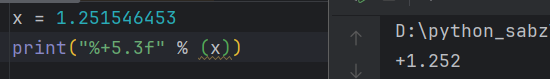 x = 1.251546453
print("%+5.3f" % (x))
D:\python_sabz
+1.252